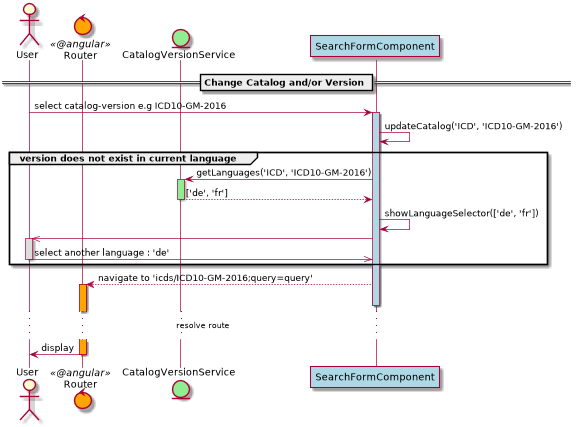 User
«@angular»
Router
CatalogVersionService
SearchFormComponent
Change Catalog and/or Version
select catalog-version e.g ICD10-GM-2016
updateCatalog('ICD', 'ICD10-GM-2016')
version does not exist in current language
getLanguages('ICD', 'ICD10-GM-2016')
['de', 'fr']
showLanguageSelector(['de', 'fr'])
select another language : 'de'
navigate to 'icds/ICD10-GM-2016;query=query'
resolve route
display
User
«@angular»
Router
CatalogVersionService
SearchFormComponent